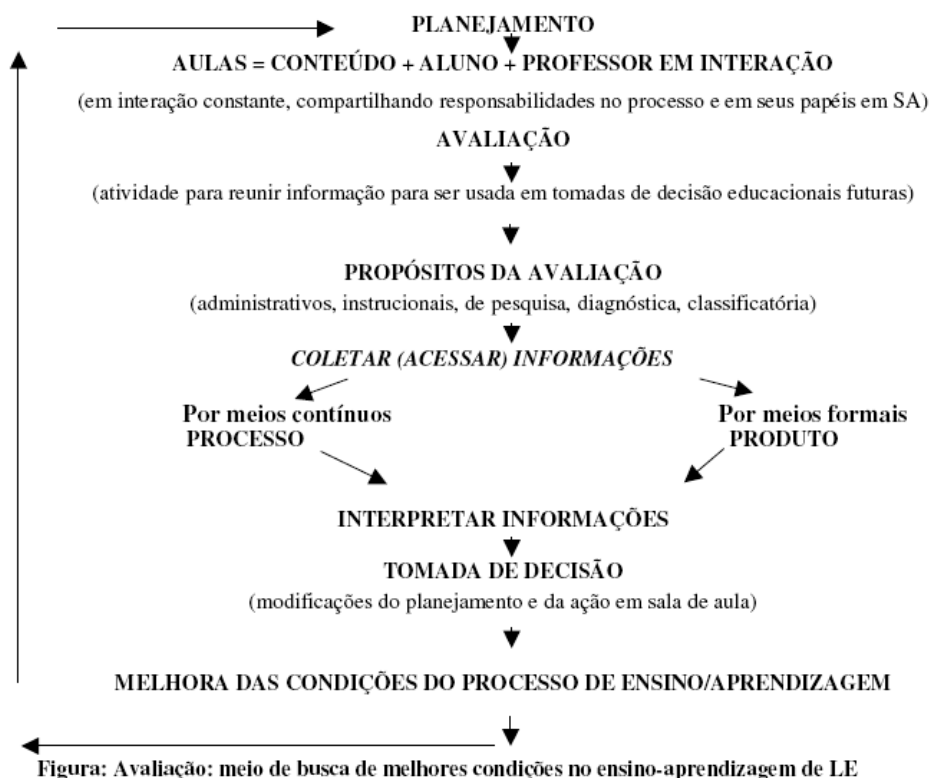 PLANEJAMENTO
AULAS = CONTEÚDO + ALUNO + PROFESSOR EM INTERAÇÃO
(em interação constante, compartilhando responsabilidades no processo e em seus papéis em SA)
AVALIAÇÃO
(atividade para reunir informação para ser usada em tomadas de decisão educacionais futuras)
PROPÓSITOS DA AVALIAÇÃO
(administrativos, instrucionais, de pesquisa, diagnóstica, classificatória)
COLETAR (ACESSAR) INFORMAÇÕES
Por meios contínuos
PROCESSO
Por meios formais
PRODUTO
INTERPRETAR INFORMAÇÕES
TOMADA DE DECISÃO
(modificações do planejamento e da ação em sala de aula)
MELHORA DAS CONDIÇÕES DO PROCESSO DE ENSINO/APRENDIZAGEM
Figura: Avaliação: meio de busca de melhores condições no ensino-aprendizagem de LE